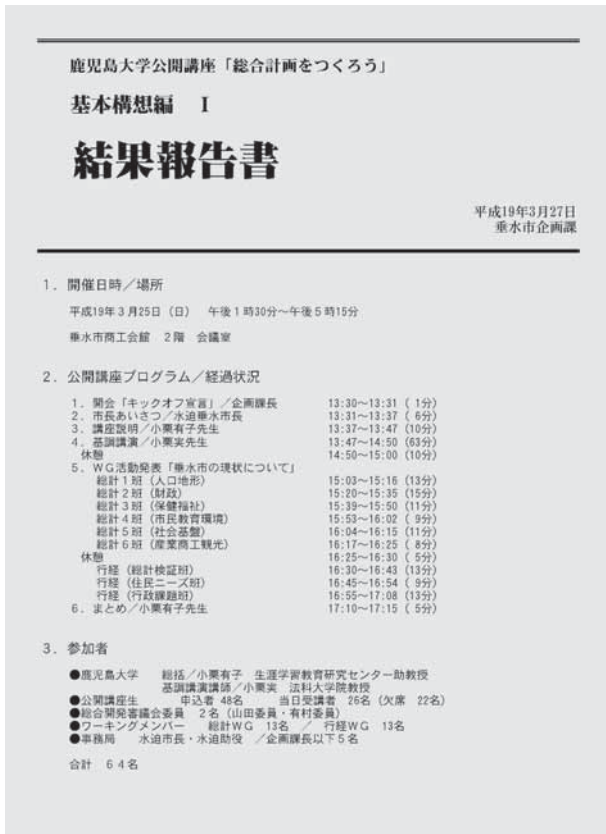 鹿児島大学公開講座「総合計画をつくろう」
基本構想編　Ⅰ
結果報告書
平成19年3月27日
垂水市企画課
1．開催日時／場所
平成19年3月25日（日）　午後1時30分～午後5時15分
垂水市商工会館　2階　会議室
2．公開講座プログラム／経過状況
1．開会「キックオフ宣言」／企画課長　13:30～13:31（ 1分）
2．市長あいさつ／水迫垂水市長　13:31～13:37（ 6分）
3．講座説明／小栗有子先生　13:37～13:47（10分）
4．基調講演／小栗実先生　13:47～14:50（63分）
休憩　14:50～15:00（10分）
5．WG活動発表「垂水市の現状について」
総計1班（人口地形）　15:03～15:16（13分）
総計2班（財政）　15:20～15:35（15分）
総計3班（保健福祉）　15:39～15:50（11分）
総計4班（市民教育環境）　15:53～16:02（ 9分）
総計5班（社会基盤）　16:04～16:15（11分）
総計6班（産業商工観光）　16:17～16:25（ 8分）
休憩　16:25～16:30（ 5分）
行経（総計検証班）　16:30～16:43（13分）
行経（住民ニーズ班）　16:45～16:54（ 9分）
行経（行政課題班）　16:55～17:08（13分）
6．まとめ／小栗有子先生　17:10～17:15（ 5分）
3．参加者
●鹿児島大学　総括／小栗有子　生涯学習教育研究センター助教授
基調講演講師／小栗実　法科大学院教授
●公開講座生　申込者 48名　当日受講者　26名（欠席　22名）
●総合開発審議会委員　2名（山田委員・有村委員）
●ワーキングメンバー　総計WG　13名　／　行経WG　13名
●事務局　水迫市長・水迫助役　／企画課長以下5名
合計　64名